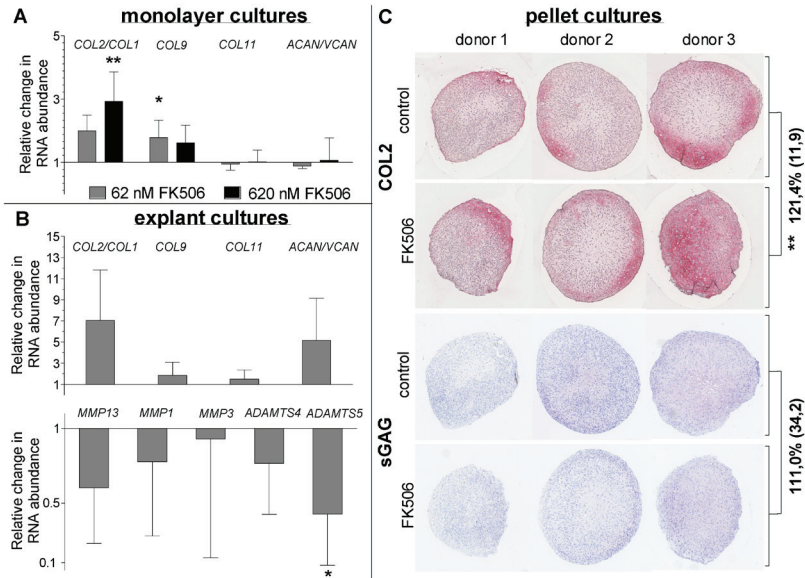 A
monolayer cultures
COL2/COL1 COL9 COL11 ACAN/VCAN
**
*
Relative change in
RNA abundance
5
3
1
62 nM FK506 620 nM FK506
B
explant cultures
COL2/COL1 COL9 COL11 ACAN/VCAN
Relative change in
RNA abundance
15
13
11
9
7
5
3
1
MMP13 MMP1 MMP3 ADAMTS4 ADAMTS5
Relative change in
RNA abundance
1
0.5
0.1
*
C
pellet cultures
donor 1 donor 2 donor 3
COL2
control
FK506
** 121,4% (11,9)
sGAG
control
FK506
111,0% (34,2)